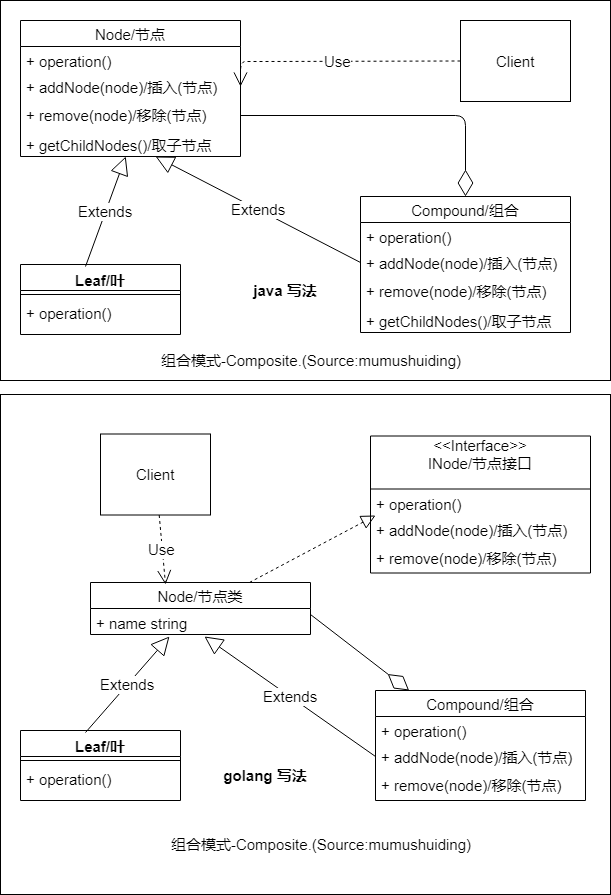 Node/节点
+ operation()
+ addNode(node)/插入(节点)
+ remove(node)/移除(节点)
+ getChildNodes()/取子节点
Use
Client
Extends
Extends
Compound/组合
+ operation()
+ addNode(node)/插入(节点)
+ remove(node)/移除(节点)
+ getChildNodes()/取子节点
Leaf/叶
+ operation()
java 写法
组合模式-Composite.(Source:mumushuiding)
Client
<<Interface>>
INode/节点接口
+ operation()
+ addNode(node)/插入(节点)
+ remove(node)/移除(节点)
Use
Node/节点类
+ name string
Extends
Extends
Compound/组合
+ operation()
+ addNode(node)/插入(节点)
+ remove(node)/移除(节点)
Leaf/叶
+ operation()
golang 写法
组合模式-Composite.(Source:mumushuiding)